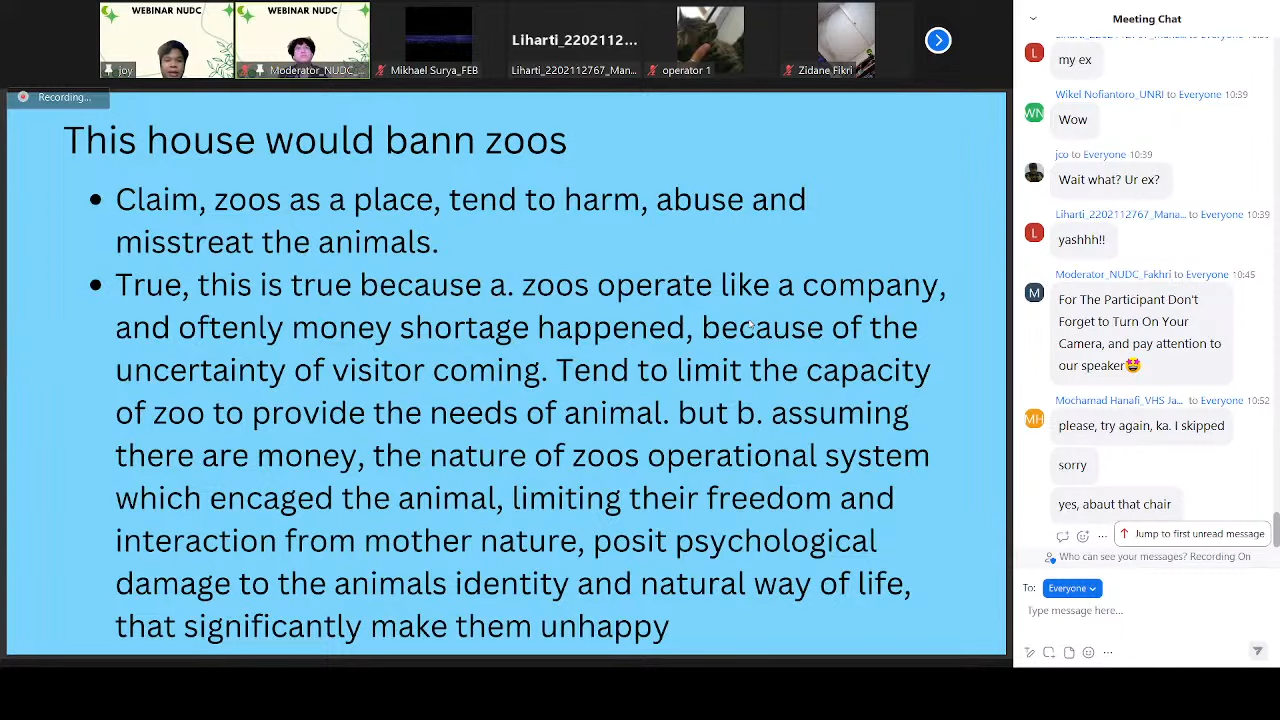 WEBINAR NUDC
joy
WEBINAR NUDC
Moderator_NUDC_
Mikhael Surya_FEB
Liharti_2202112...
Liharti_2202112767_Man...
operator 1
Zidane Fikri
Recording...
This house would bann zoos
• Claim, zoos as a place, tend to harm, abuse and
misstreat the animals.
• True, this is true because a. zoos operate like a company,
and oftenly money shortage happened, because of the
uncertainty of visitor coming. Tend to limit the capacity
of zoo to provide the needs of animal. but b. assuming
there are money, the nature of zoos operational system
which encaged the animal, limiting their freedom and
interaction from mother nature, posit psychological
damage to the animals identity and natural way of life,
that significantly make them unhappy
Meeting Chat
L
my ex
Wikel Nofiantoro_UNRI to Everyone 10:39
WN
Wow
jco to Everyone 10:39
Wait what? Ur ex?
Liharti_2202112767_Mana... to Everyone 10:39
L
yashhh!!
Moderator_NUDC_Fakhri to Everyone 10:45
M
For The Participant Don't
Forget to Turn On Your
Camera, and pay attention to
our speaker🤩
Mochamad Hanafi_VHS Ja... to Everyone 10:52
MH
please, try again, ka. I skipped
sorry
yes, abaut that chair
Jump to first unread message
Who can see your messages? Recording On
To: Everyone
Type message here...